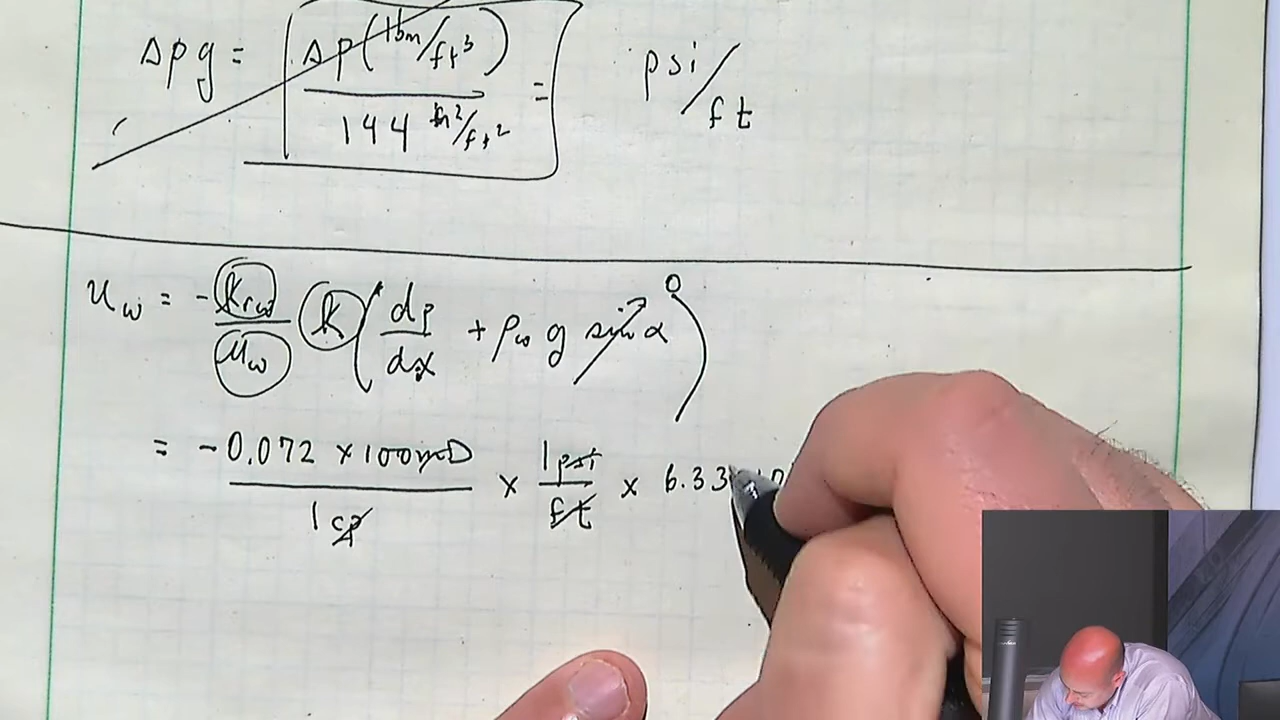 Δρg = Δρ(lbm/ft³) / 144 in²/ft² = psi/ft
u_w = - k_rw / μ_w k ( dp/dx + ρ_w g sin α ) 0
= - 0.072 × 100 mD / 1 cp × 1 psi / ft × 6.33